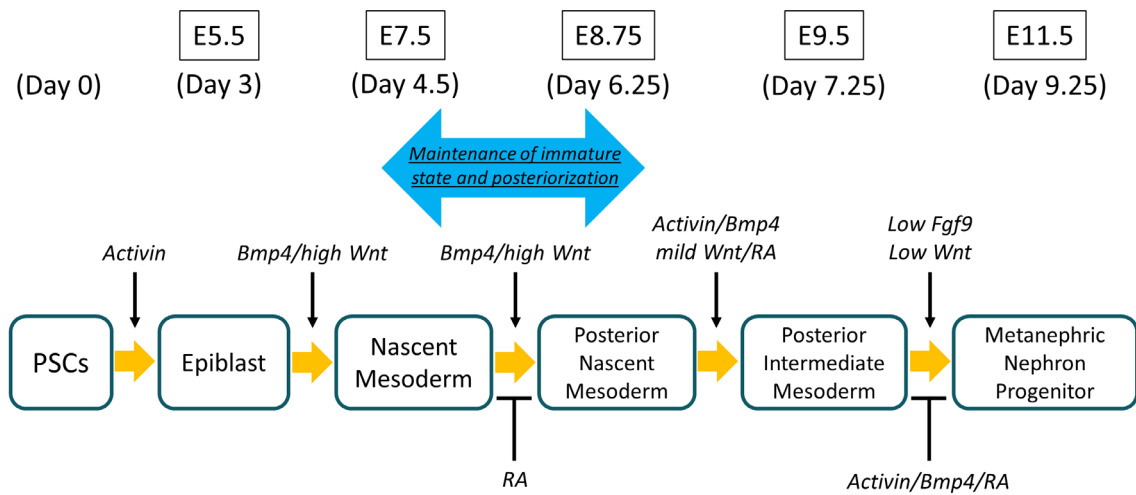 E5.5
E7.5
E8.75
E9.5
E11.5
(Day 0)
(Day 3)
(Day 4.5)
(Day 6.25)
(Day 7.25)
(Day 9.25)
Maintenance of immature
state and posteriorization
Activin
Bmp4/high Wnt
Bmp4/high Wnt
Activin/Bmp4
mild Wnt/RA
Low Fgf9
Low Wnt
PSCs
Epiblast
Nascent
Mesoderm
Posterior
Nascent
Mesoderm
Posterior
Intermediate
Mesoderm
Metanephric
Nephron
Progenitor
RA
Activin/Bmp4/RA